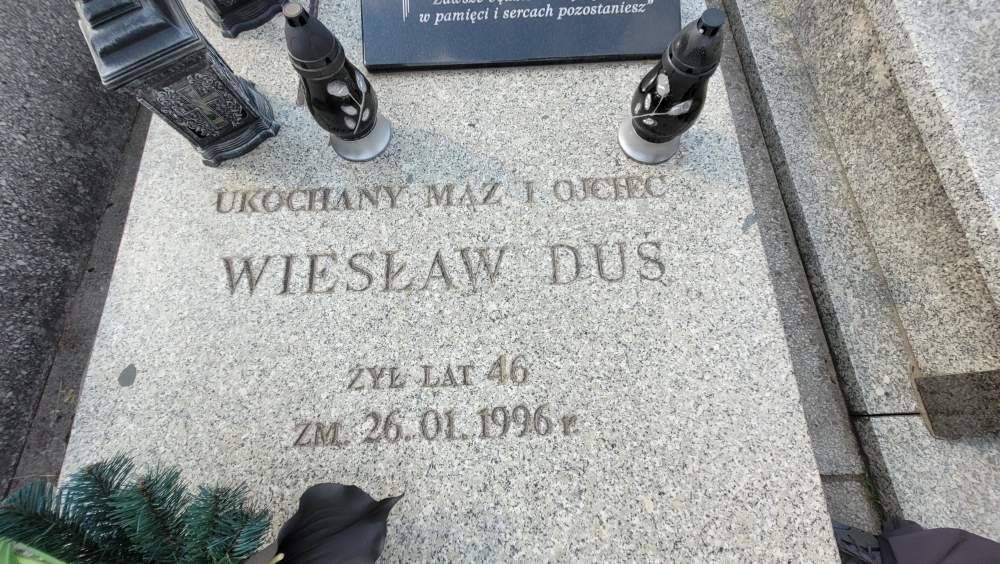 w pamięci i sercach pozostaniesz"
UKOCHANY MĄŻ I OJCIEC
WIESŁAW DUŚ
ŻYŁ LAT 46
ZM. 26.01.1996 r.